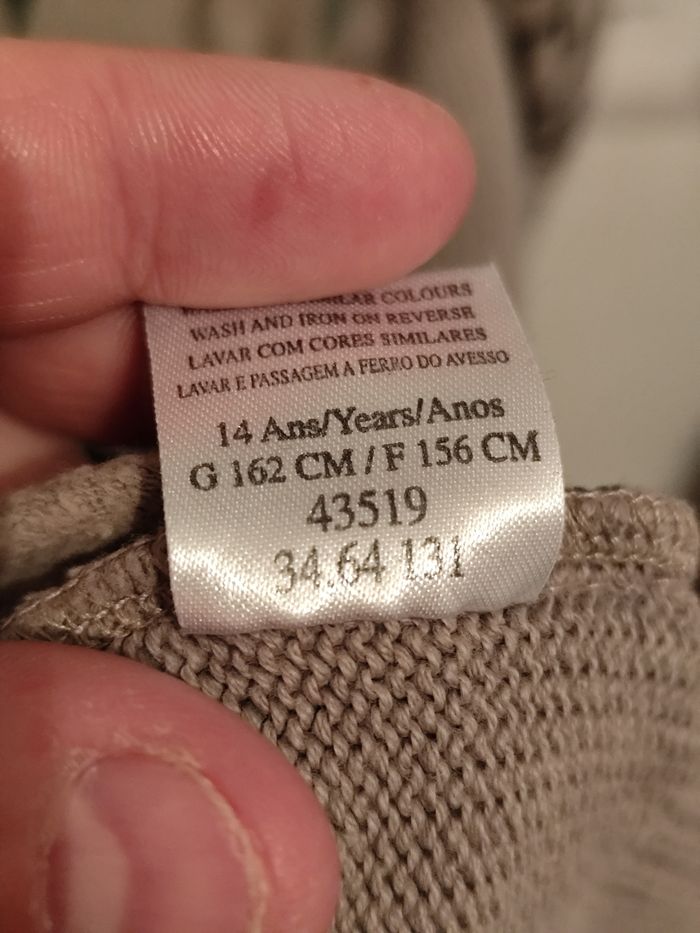 SIMILAR COLOURS
WASH AND IRON ON REVERSE
LAVAR COM CORES SIMILARES
LAVAR E PASSAGEM A FERRO DO AVESSO
14 Ans/Years/Anos
G 162 CM / F 156 CM
43519
34.64 131